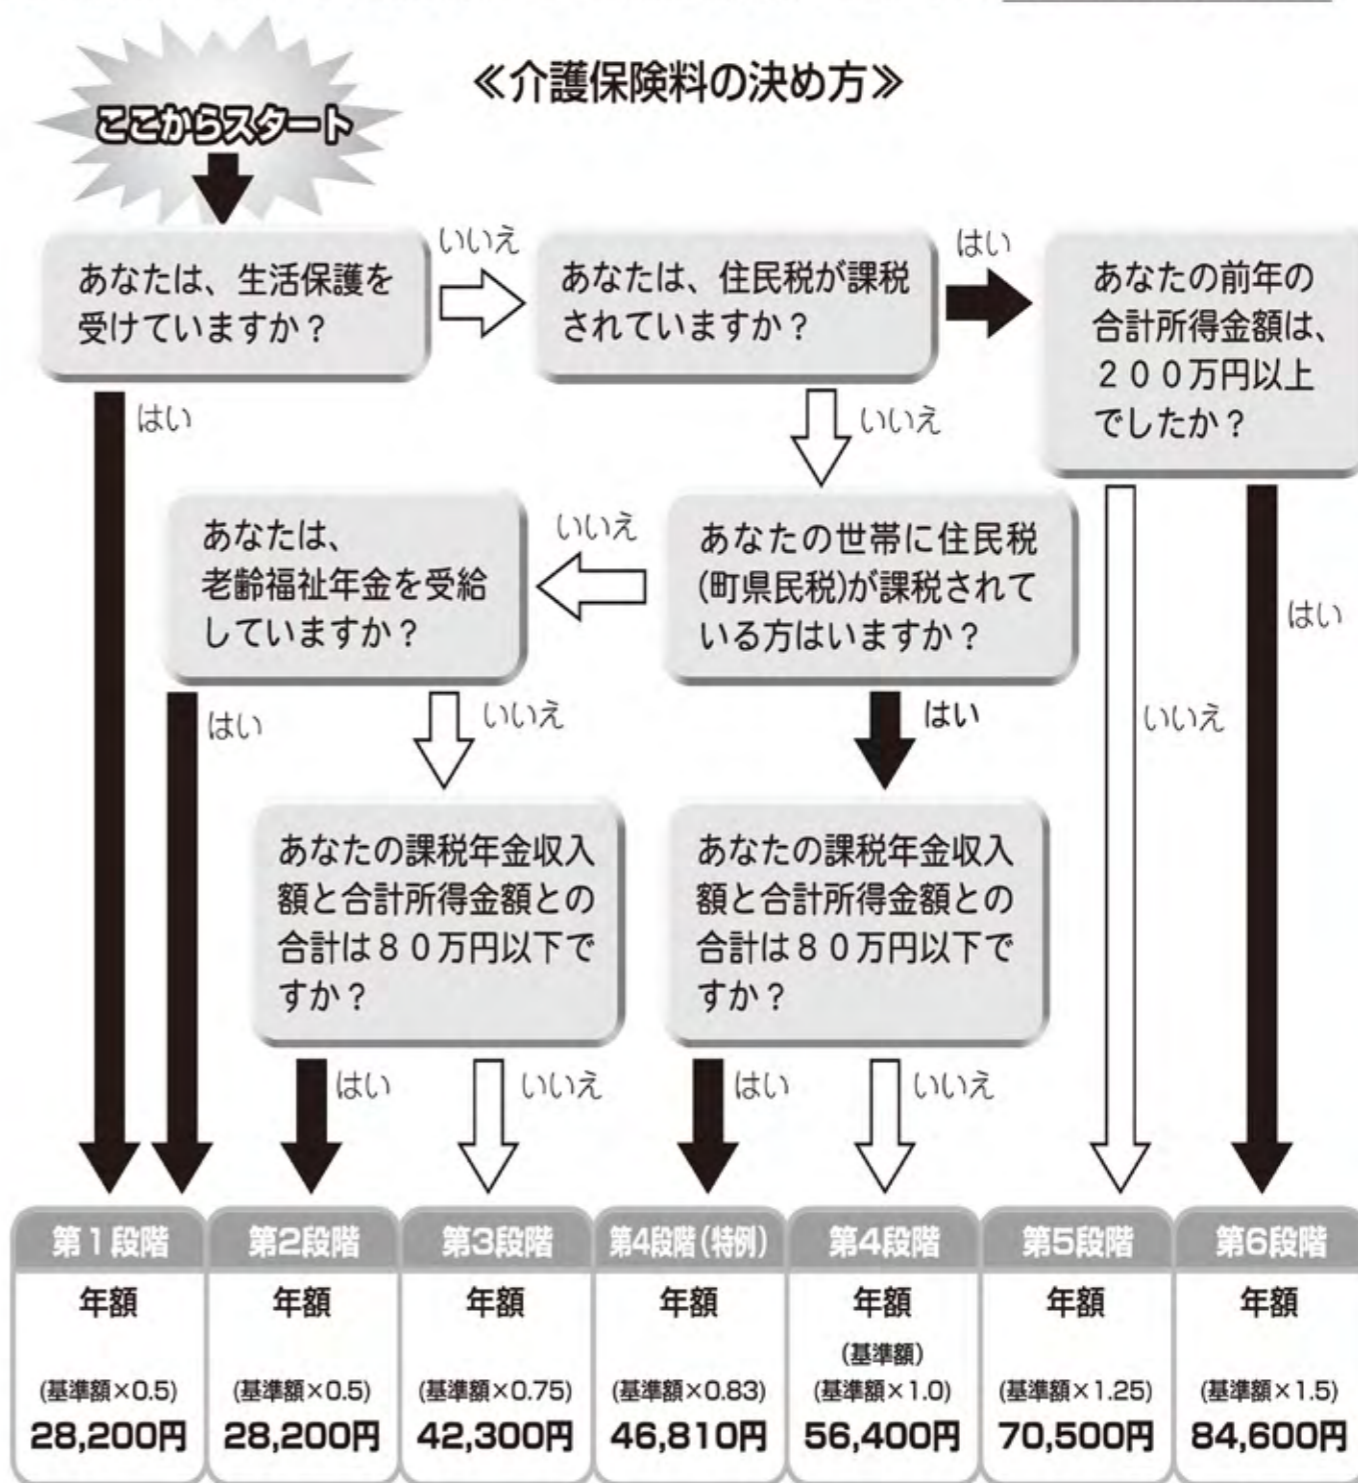 ≪介護保険料の決め方≫
ここからスタート
あなたは、生活保護を
受けていますか？
いいえ
はい
あなたは、住民税が課税
されていますか？
はい
いいえ
あなたの前年の
合計所得金額は、
２００万円以上
でしたか？
いいえ
はい
あなたの世帯に住民税
(町県民税)が課税されて
いる方はいますか？
いいえ
はい
あなたは、
老齢福祉年金を受給
していますか？
はい
いいえ
あなたの課税年金収入
額と合計所得金額との
合計は８０万円以下で
すか？
はい
いいえ
あなたの課税年金収入
額と合計所得金額との
合計は８０万円以下で
すか？
はい
いいえ
第１段階
年額
(基準額×0.5)
28,200円
第2段階
年額
(基準額×0.5)
28,200円
第3段階
年額
(基準額×0.75)
42,300円
第4段階(特例)
年額
(基準額×0.83)
46,810円
第4段階
年額
(基準額)
(基準額×1.0)
56,400円
第5段階
年額
(基準額×1.25)
70,500円
第6段階
年額
(基準額×1.5)
84,600円